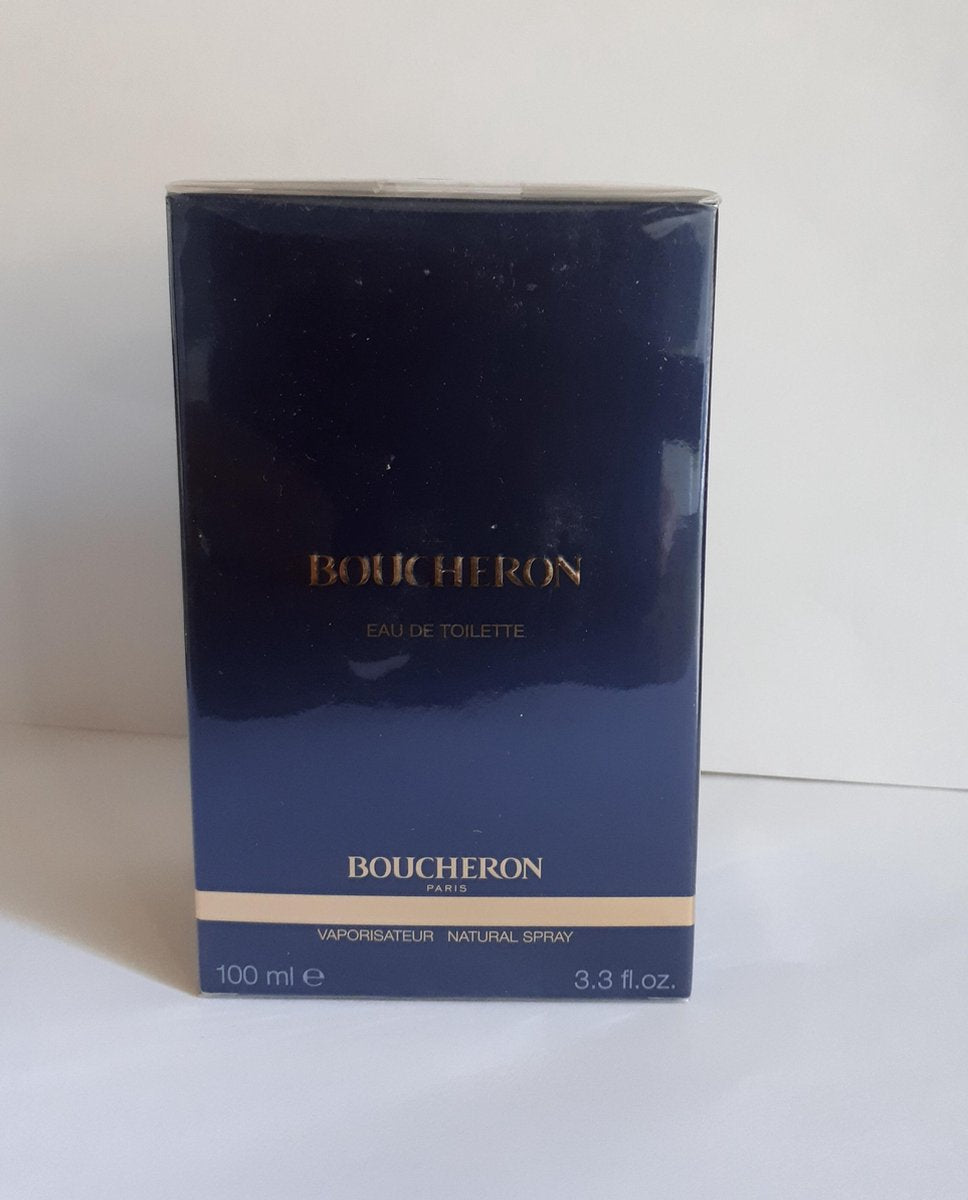 BOUCHERON
EAU DE TOILETTE
BOUCHERON
PARIS
VAPORISATEUR NATURAL SPRAY
100 ml ℮ 3.3 fl.oz.